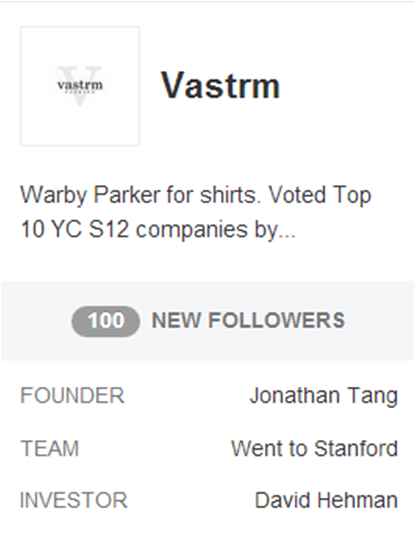 vastrm
Vastrm
Warby Parker for shirts. Voted Top
10 YC S12 companies by...
100 NEW FOLLOWERS
FOUNDER Jonathan Tang
TEAM Went to Stanford
INVESTOR David Hehman